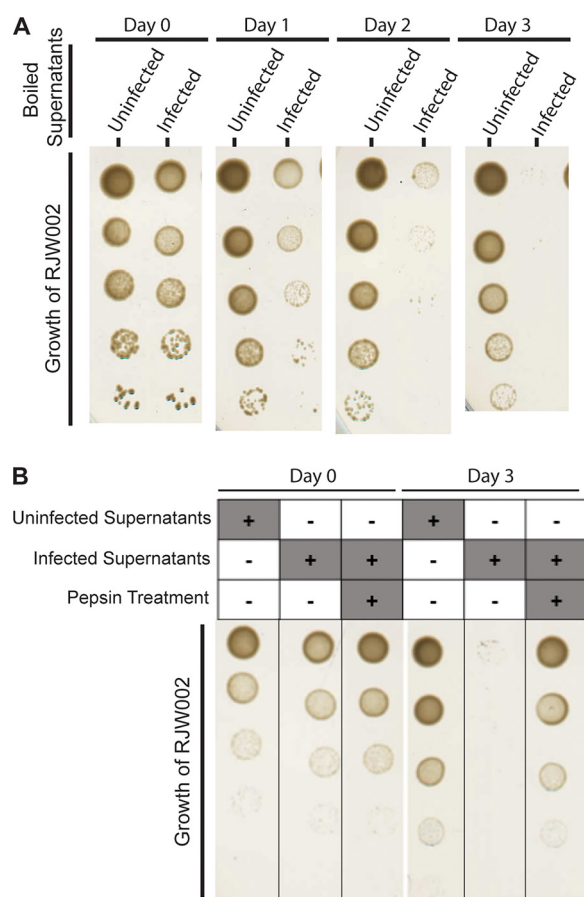 A
Day 0 Day 1 Day 2 Day 3
Boiled
Supernatants
Uninfected Infected Uninfected Infected Uninfected Infected Uninfected Infected
Growth of RJW002
B
Day 0 Day 3
Uninfected Supernatants + - - + - -
Infected Supernatants - + + - + +
Pepsin Treatment - - + - - +
Growth of RJW002